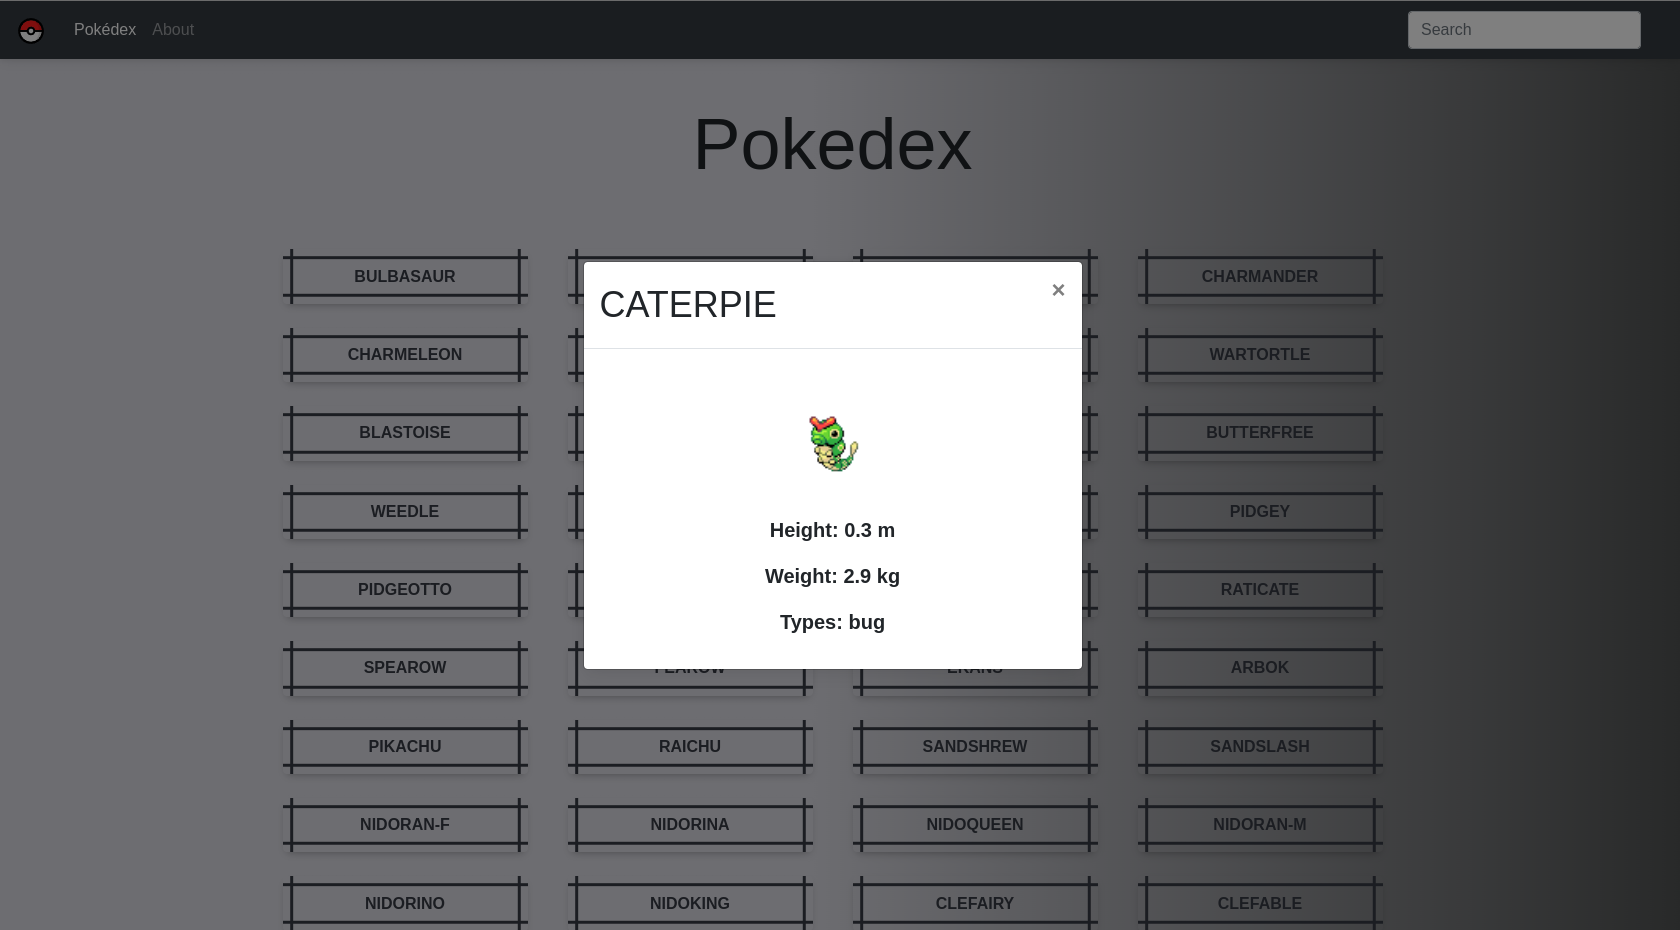 Pokédex About Search
Pokedex
BULBASAUR CHARMANDER
CATERPIE ×
CHARMELEON WARTORTLE
BLASTOISE BUTTERFREE
WEEDLE PIDGEY
Height: 0.3 m
Weight: 2.9 kg
PIDGEOTTO RATICATE
Types: bug
SPEAROW FEAROW EKANS ARBOK
PIKACHU RAICHU SANDSHREW SANDSLASH
NIDORAN-F NIDORINA NIDOQUEEN NIDORAN-M
NIDORINO NIDOKING CLEFAIRY CLEFABLE